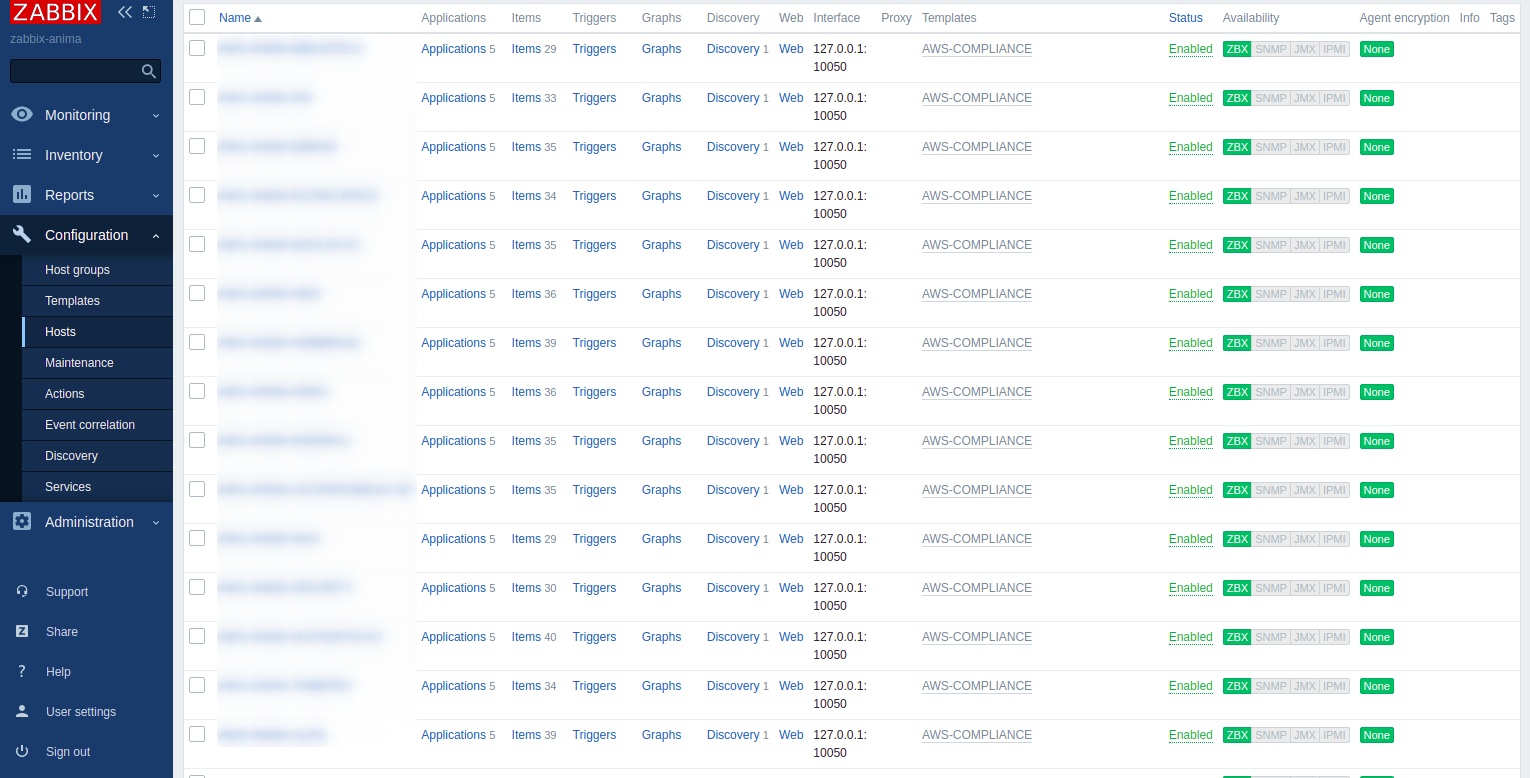 ZABBIX
zabbix-anima
Monitoring
Inventory
Reports
Configuration
Host groups
Templates
Hosts
Maintenance
Actions
Event correlation
Discovery
Services
Administration
Support
Share
Help
User settings
Sign out
Name Applications Items Triggers Graphs Discovery Web Interface Proxy Templates Status Availability Agent encryption Info Tags
Applications 5 Items 29 Triggers Graphs Discovery 1 Web 127.0.0.1: AWS-COMPLIANCE Enabled ZBX SNMP JMX IPMI None
10050
Applications 5 Items 33 Triggers Graphs Discovery 1 Web 127.0.0.1: AWS-COMPLIANCE Enabled ZBX SNMP JMX IPMI None
10050
Applications 5 Items 35 Triggers Graphs Discovery 1 Web 127.0.0.1: AWS-COMPLIANCE Enabled ZBX SNMP JMX IPMI None
10050
Applications 5 Items 34 Triggers Graphs Discovery 1 Web 127.0.0.1: AWS-COMPLIANCE Enabled ZBX SNMP JMX IPMI None
10050
Applications 5 Items 35 Triggers Graphs Discovery 1 Web 127.0.0.1: AWS-COMPLIANCE Enabled ZBX SNMP JMX IPMI None
10050
Applications 5 Items 36 Triggers Graphs Discovery 1 Web 127.0.0.1: AWS-COMPLIANCE Enabled ZBX SNMP JMX IPMI None
10050
Applications 5 Items 39 Triggers Graphs Discovery 1 Web 127.0.0.1: AWS-COMPLIANCE Enabled ZBX SNMP JMX IPMI None
10050
Applications 5 Items 36 Triggers Graphs Discovery 1 Web 127.0.0.1: AWS-COMPLIANCE Enabled ZBX SNMP JMX IPMI None
10050
Applications 5 Items 35 Triggers Graphs Discovery 1 Web 127.0.0.1: AWS-COMPLIANCE Enabled ZBX SNMP JMX IPMI None
10050
Applications 5 Items 35 Triggers Graphs Discovery 1 Web 127.0.0.1: AWS-COMPLIANCE Enabled ZBX SNMP JMX IPMI None
10050
Applications 5 Items 29 Triggers Graphs Discovery 1 Web 127.0.0.1: AWS-COMPLIANCE Enabled ZBX SNMP JMX IPMI None
10050
Applications 5 Items 30 Triggers Graphs Discovery 1 Web 127.0.0.1: AWS-COMPLIANCE Enabled ZBX SNMP JMX IPMI None
10050
Applications 5 Items 40 Triggers Graphs Discovery 1 Web 127.0.0.1: AWS-COMPLIANCE Enabled ZBX SNMP JMX IPMI None
10050
Applications 5 Items 34 Triggers Graphs Discovery 1 Web 127.0.0.1: AWS-COMPLIANCE Enabled ZBX SNMP JMX IPMI None
10050
Applications 5 Items 39 Triggers Graphs Discovery 1 Web 127.0.0.1: AWS-COMPLIANCE Enabled ZBX SNMP JMX IPMI None
10050